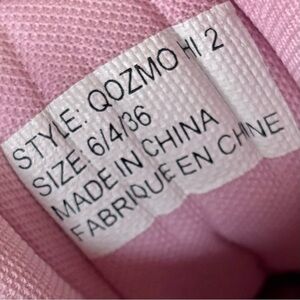 STYLE: QOZMO HI 2
SIZE: 6/4/36
MADE IN CHINA
FABRIQUE EN CHINE